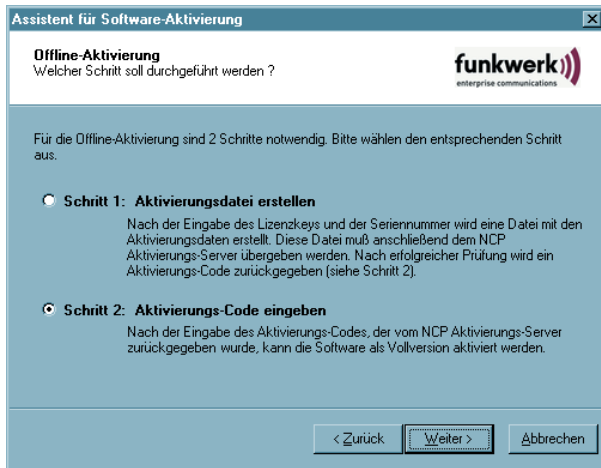 Assistent für Software-Aktivierung
Offline-Aktivierung
Welcher Schritt soll durchgeführt werden ?
funkwerk
enterprise communications
Für die Offline-Aktivierung sind 2 Schritte notwendig. Bitte wählen den entsprechenden Schritt
aus.
Schritt 1: Aktivierungsdatei erstellen
Nach der Eingabe des Lizenzkeys und der Seriennummer wird eine Datei mit den
Aktivierungsdaten erstellt. Diese Datei muß anschließend dem NCP
Aktivierungs-Server übergeben werden. Nach erfolgreicher Prüfung wird ein
Aktivierungs-Code zurückgegeben (siehe Schritt 2).
Schritt 2: Aktivierungs-Code eingeben
Nach der Eingabe des Aktivierungs-Codes, der vom NCP Aktivierungs-Server
zurückgegeben wurde, kann die Software als Vollversion aktiviert werden.
< Zurück Weiter > Abbrechen